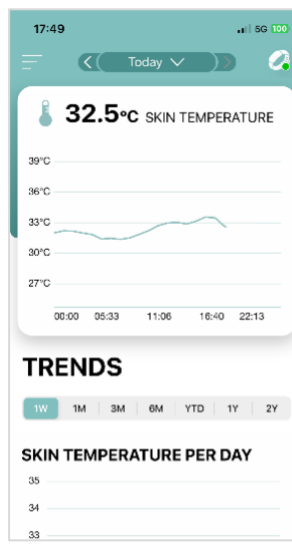 17:49
5G 100
Today
32.5°C SKIN TEMPERATURE
39°C
36°C
33°C
30°C
27°C
00:00 05:33 11:06 16:40 22:13
TRENDS
1W 1M 3M 6M YTD 1Y 2Y
SKIN TEMPERATURE PER DAY
35
34
33